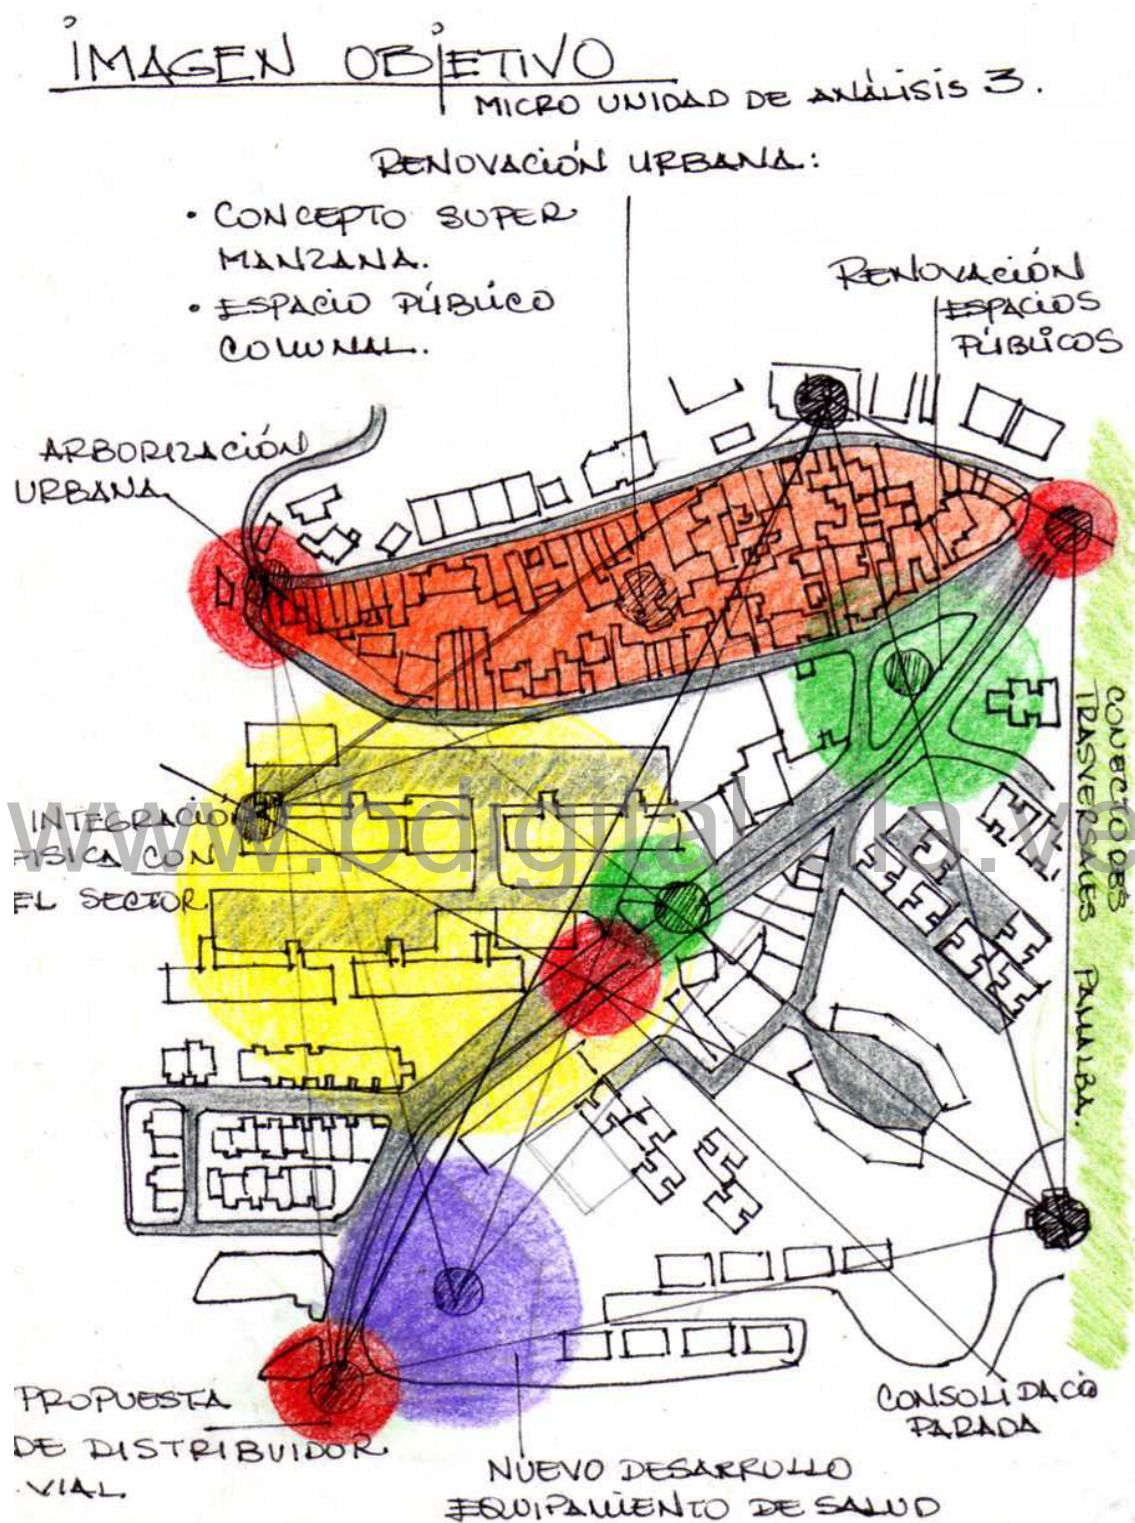 IMAGEN OBJETIVO
MICRO UNIDAD DE ANÁLISIS 3.
RENOVACIÓN URBANA:
• CONCEPTO SUPER
MANZANA.
• ESPACIO PÚBLICO
COMUNAL.
RENOVACIÓN
ESPACIOS
PÚBLICOS
ARBORIZACIÓN
URBANA
CONECTORES
TRASVERSALES PAMALBA.
www.bdigital.ula.ve
INTEGRACIÓN
FISICA CON
EL SECTOR
PROPUESTA
DE DISTRIBUIDOR
VIAL.
CONSOLIDACIÓ
PARADA
NUEVO DESARROLLO
EQUIPAMIENTO DE SALUD